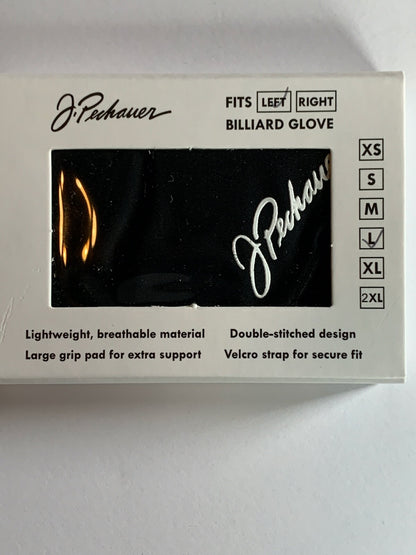 J. Pechauer
FITS LEFT RIGHT
BILLIARD GLOVE
XS
S
M
L
XL
2XL
J. Pechaue
Lightweight, breathable material
Double-stitched design
Large grip pad for extra support
Velcro strap for secure fit